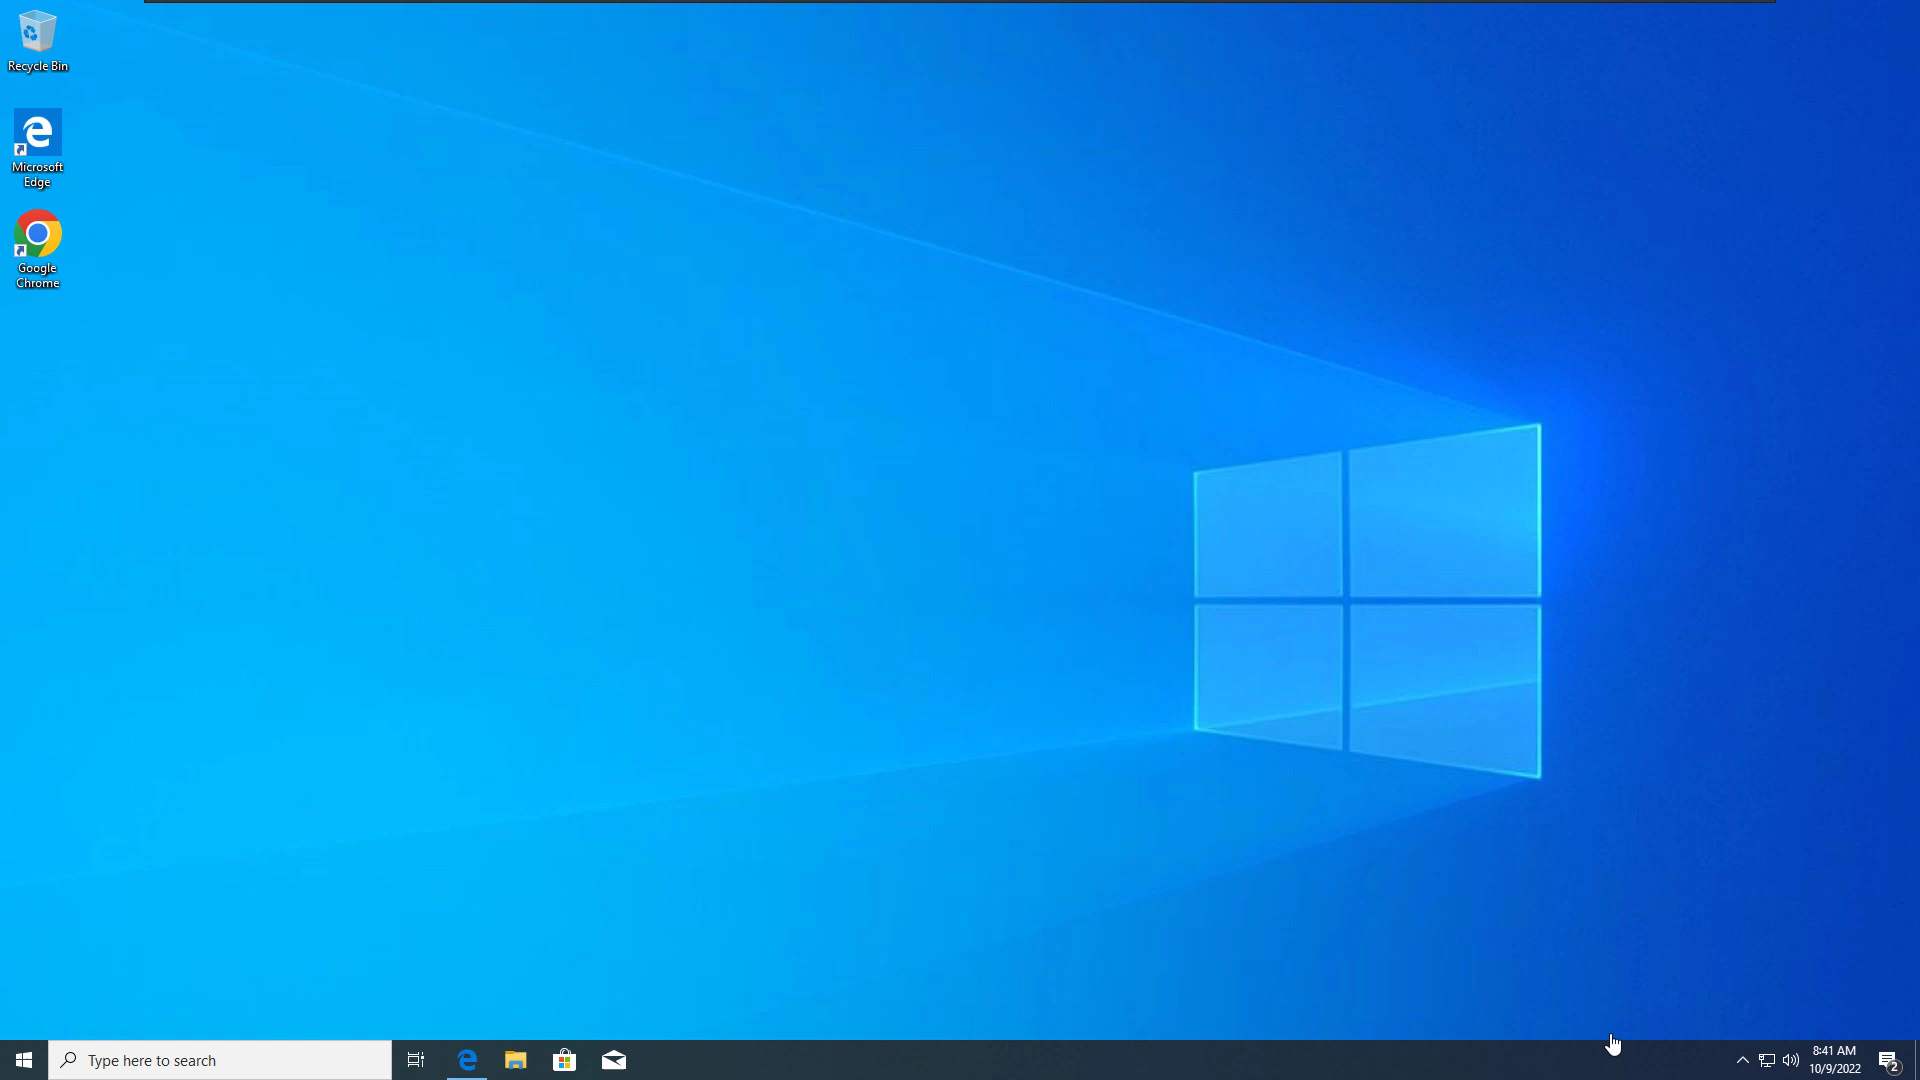 Recycle Bin
Microsoft
Edge
Google
Chrome
Type here to search
8:41 AM
10/9/2022
2